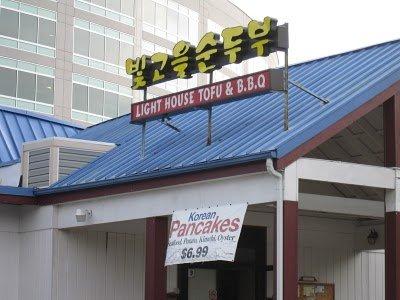 빛고을순두부
LIGHT HOUSE TOFU & B.B.Q
Korean
Pancakes
Seafood, Potato, Kimchi, Oyster
$6.99